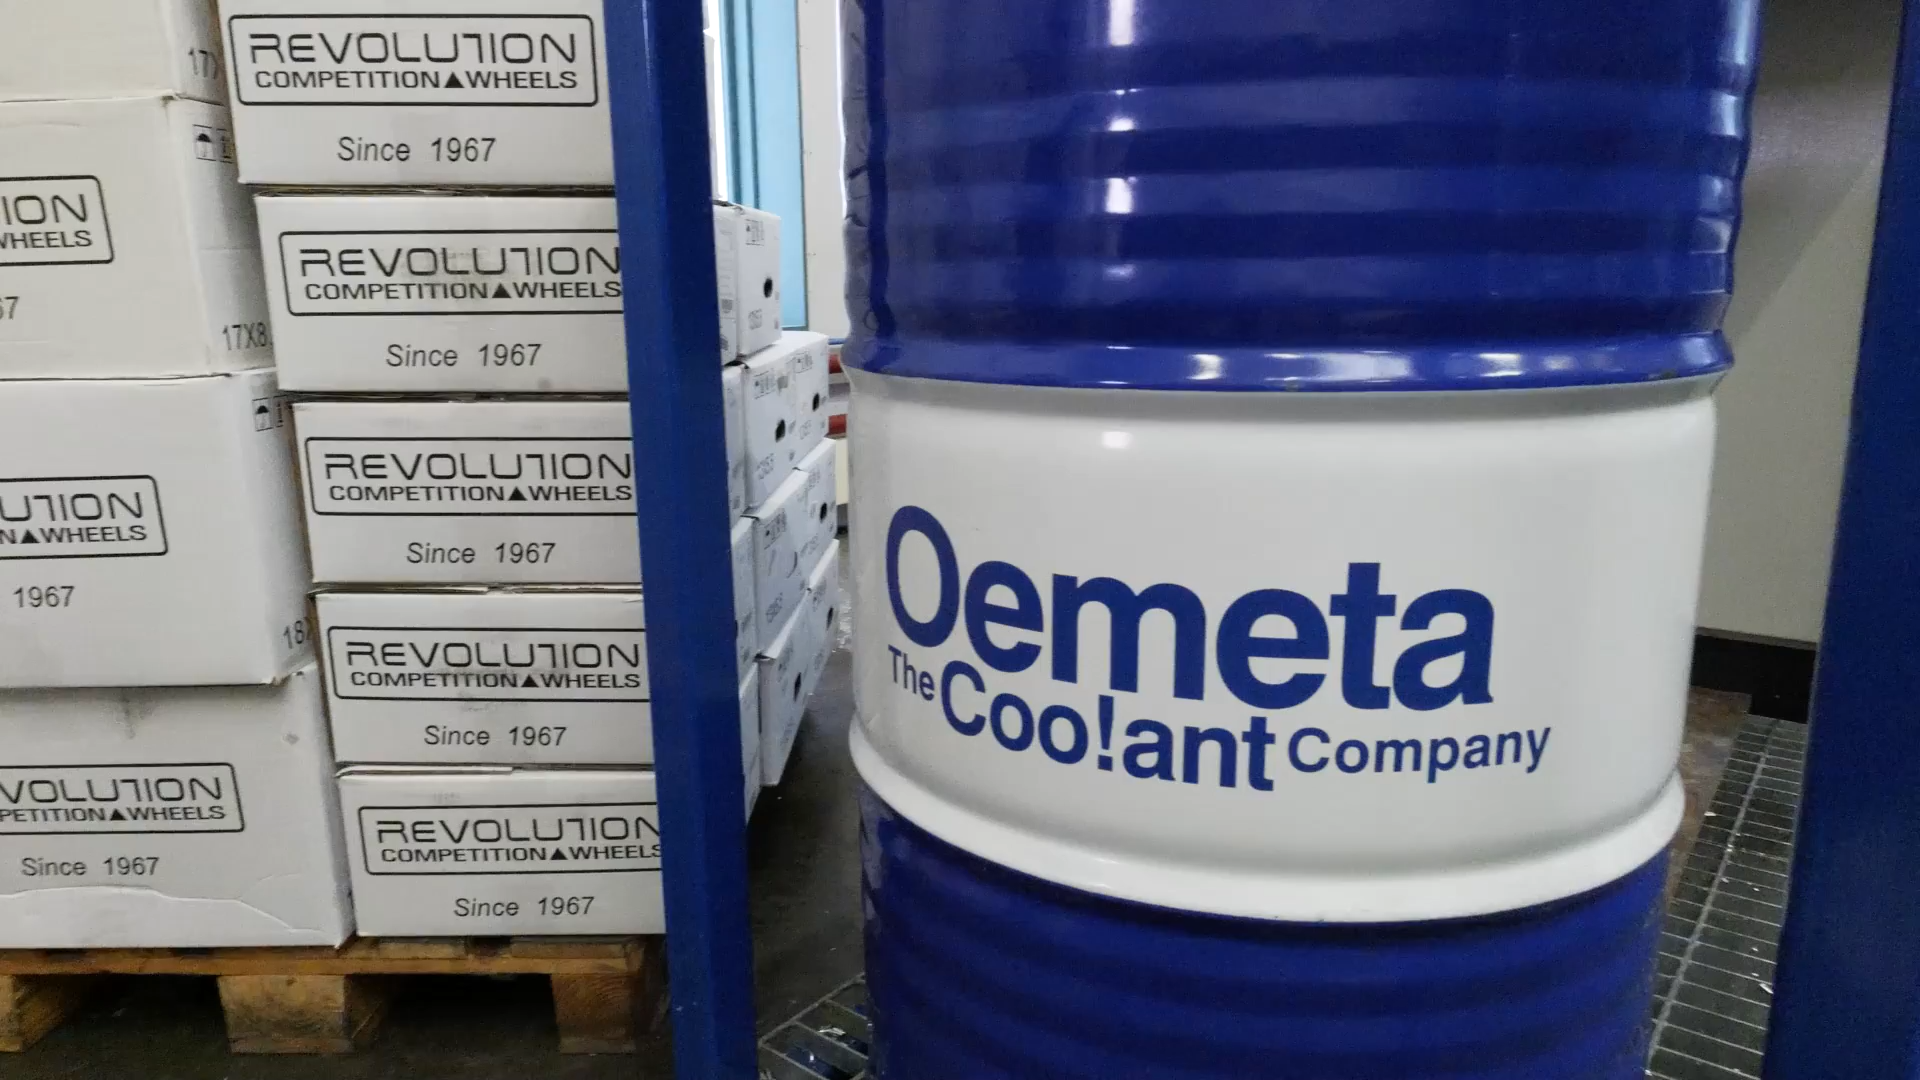 REVOLUTION
COMPETITION▲WHEELS
Since 1967
REVOLUTION
COMPETITION▲WHEELS
Since 1967
REVOLUTION
COMPETITION▲WHEELS
Since 1967
REVOLUTION
COMPETITION▲WHEELS
Since 1967
REVOLUTION
COMPETITION▲WHEELS
Since 1967
ION
WHEELS
67
17X8
UTION
N▲WHEELS
1967
18
VOLUTION
PETITION▲WHEELS
Since 1967
Oemeta
The Coo!ant Company